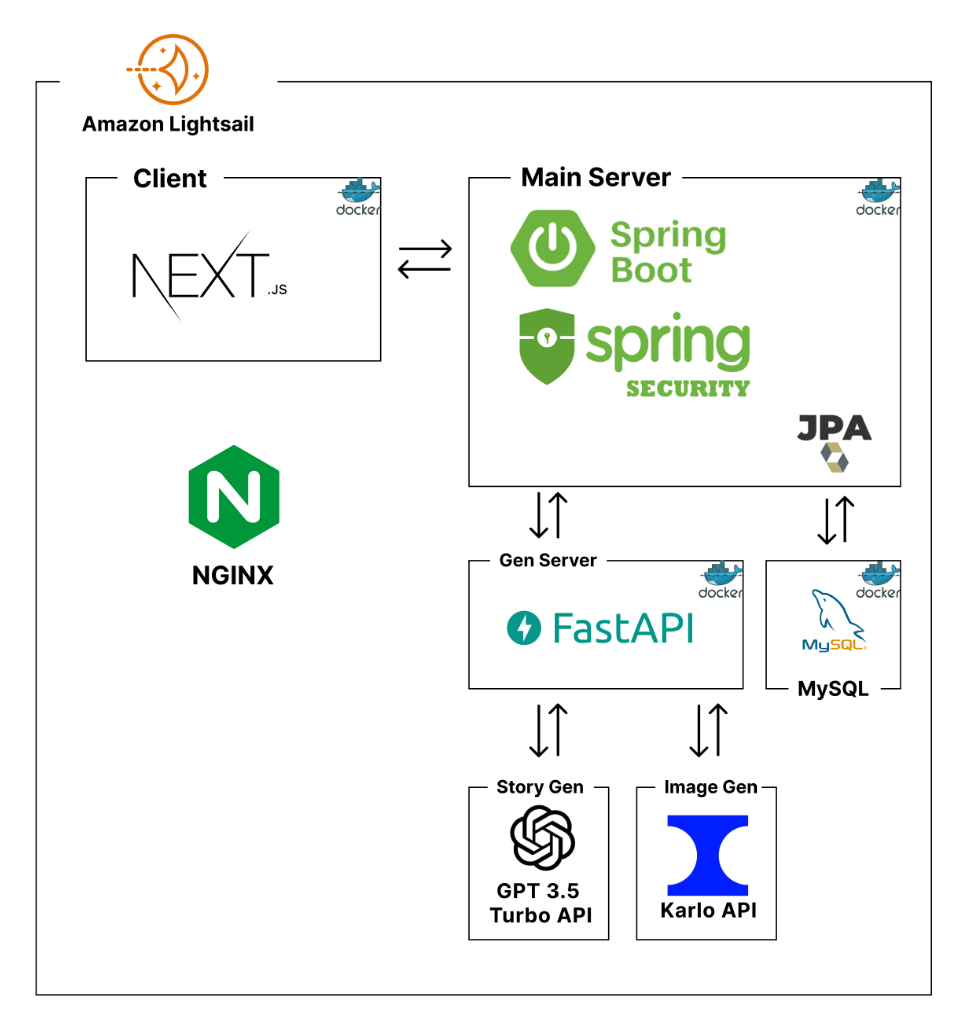 Amazon Lightsail
Client
docker
NEXT.JS
Main Server
docker
Spring
Boot
spring
SECURITY
JPA
NGINX
Gen Server
docker
FastAPI
docker
MySQL®
MySQL
Story Gen
GPT 3.5
Turbo API
Image Gen
Karlo API